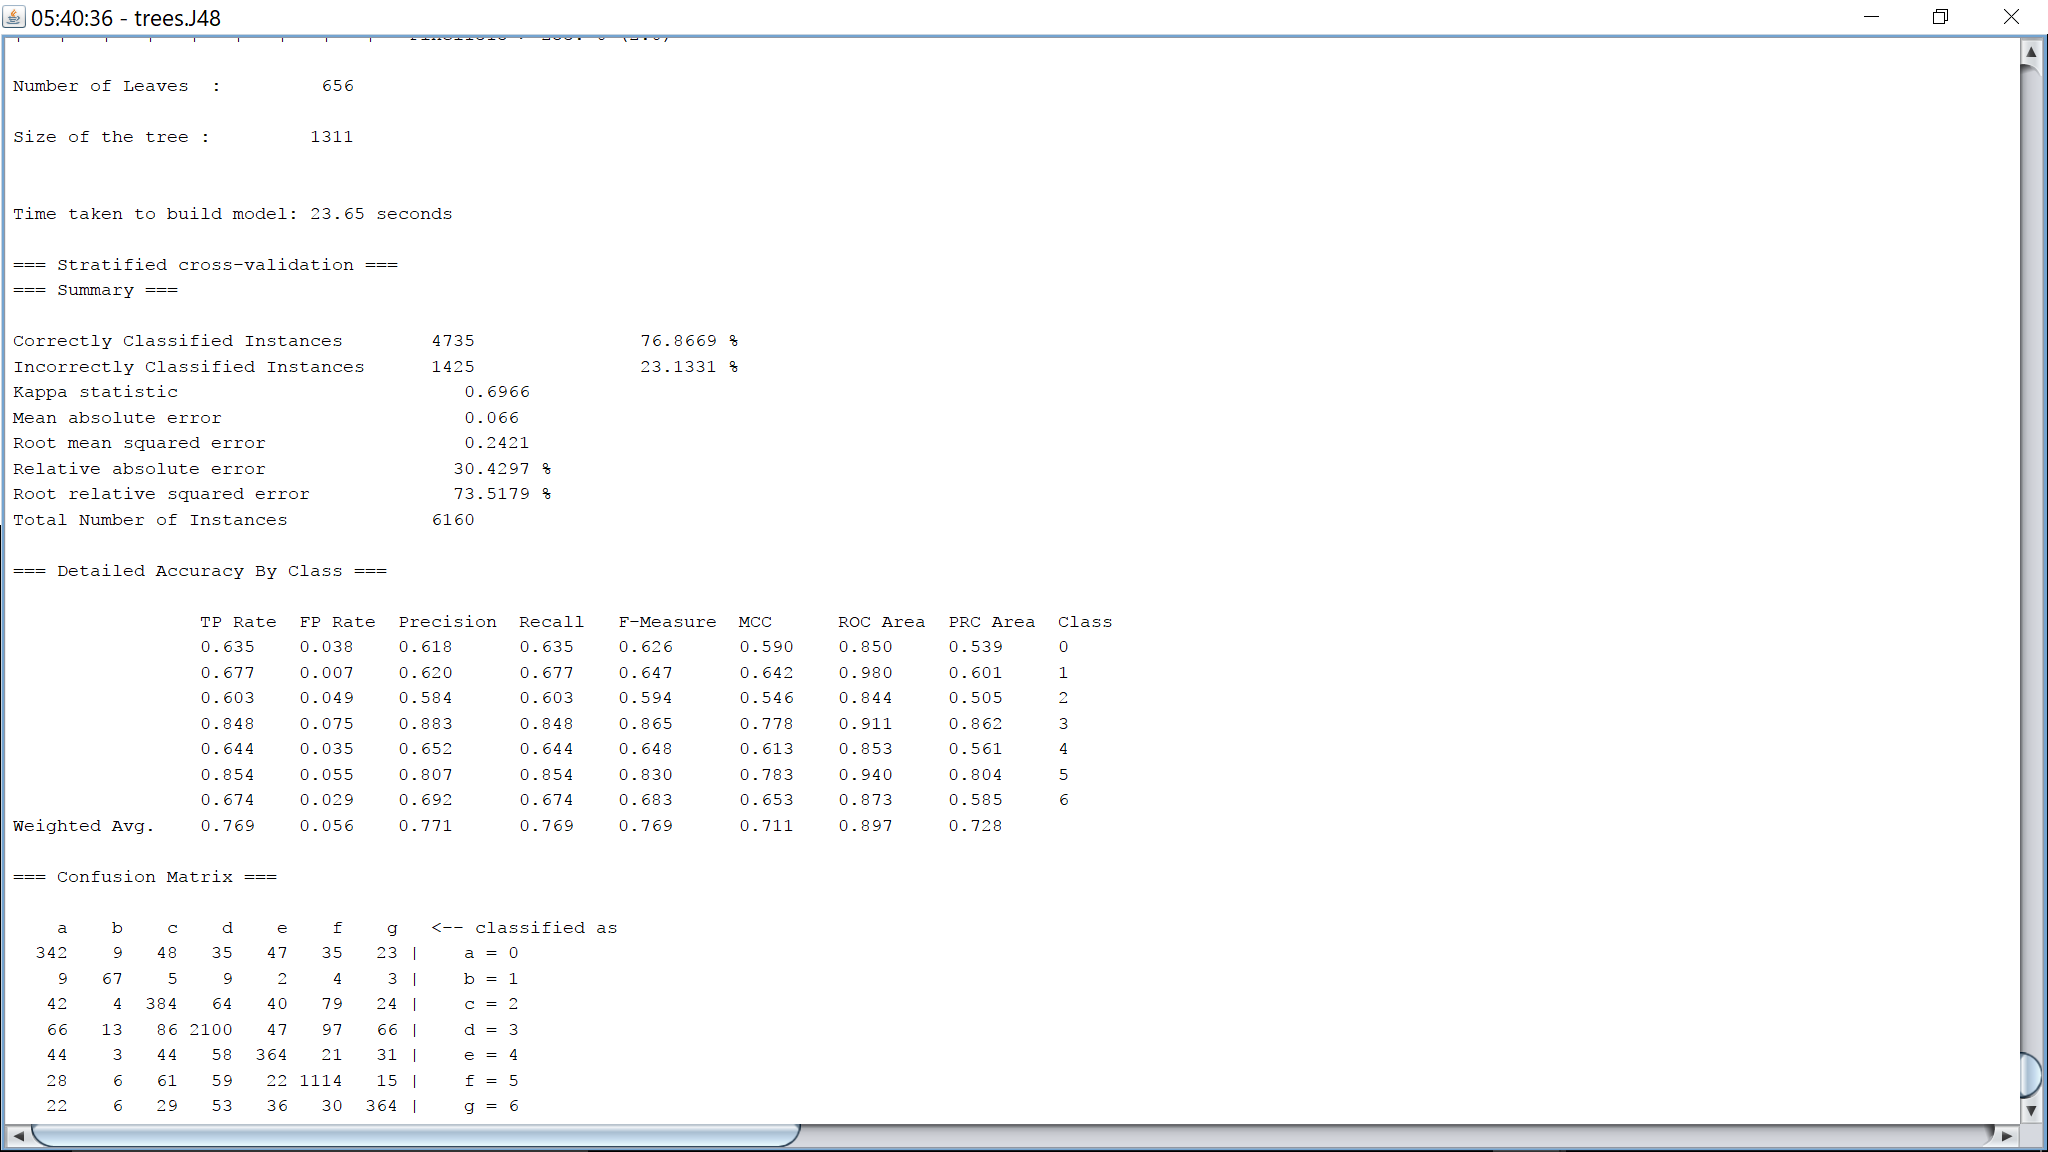 05:40:36 - trees.J48
Number of Leaves  :         656
Size of the tree :         1311
Time taken to build model: 23.65 seconds
=== Stratified cross-validation ===
=== Summary ===
Correctly Classified Instances        4735               76.8669 %
Incorrectly Classified Instances      1425               23.1331 %
Kappa statistic                          0.6966
Mean absolute error                      0.066
Root mean squared error                  0.2421
Relative absolute error                 30.4297 %
Root relative squared error             73.5179 %
Total Number of Instances             6160
=== Detailed Accuracy By Class ===
TP Rate  FP Rate  Precision  Recall   F-Measure  MCC      ROC Area  PRC Area  Class
0.635    0.038    0.618      0.635    0.626      0.590    0.850     0.539     0
0.677    0.007    0.620      0.677    0.647      0.642    0.980     0.601     1
0.603    0.049    0.584      0.603    0.594      0.546    0.844     0.505     2
0.848    0.075    0.883      0.848    0.865      0.778    0.911     0.862     3
0.644    0.035    0.652      0.644    0.648      0.613    0.853     0.561     4
0.854    0.055    0.807      0.854    0.830      0.783    0.940     0.804     5
0.674    0.029    0.692      0.674    0.683      0.653    0.873     0.585     6
Weighted Avg.    0.769    0.056    0.771      0.769    0.769      0.711    0.897     0.728
=== Confusion Matrix ===
a    b    c    d    e    f    g   <-- classified as
342    9   48   35   47   35   23 |    a = 0
9   67    5    9    2    4    3 |    b = 1
42    4  384   64   40   79   24 |    c = 2
66   13   86 2100   47   97   66 |    d = 3
44    3   44   58  364   21   31 |    e = 4
28    6   61   59   22 1114   15 |    f = 5
22    6   29   53   36   30  364 |    g = 6